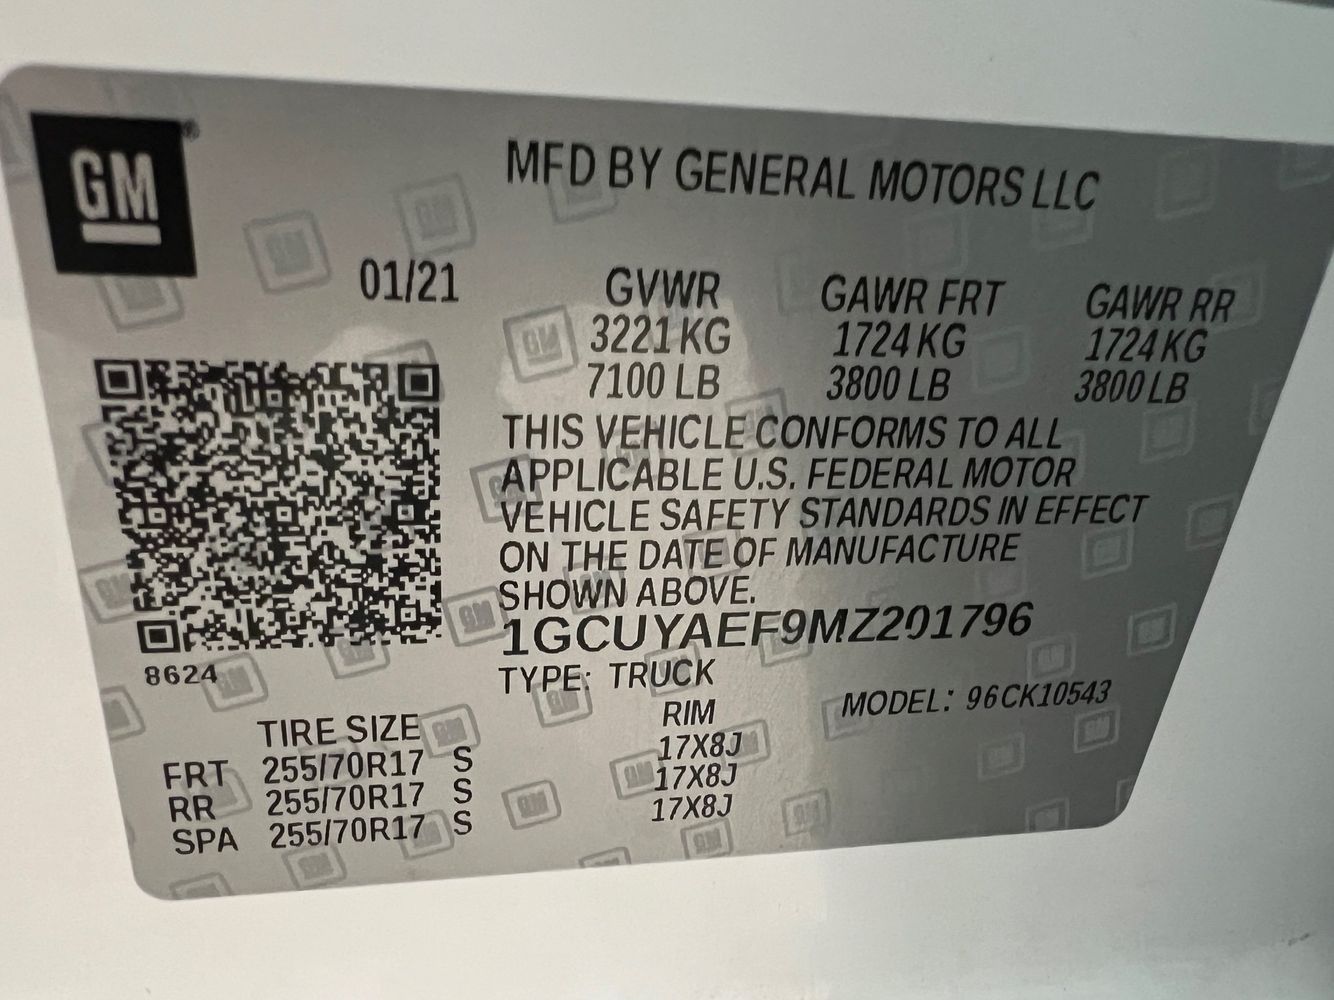 GM®
MFD BY GENERAL MOTORS LLC
01/21
GVWR GAWR FRT GAWR RR
3221 KG 1724 KG 1724 KG
7100 LB 3800 LB 3800 LB
THIS VEHICLE CONFORMS TO ALL
APPLICABLE U.S. FEDERAL MOTOR
VEHICLE SAFETY STANDARDS IN EFFECT
ON THE DATE OF MANUFACTURE
SHOWN ABOVE.
1GCUYAEF9MZ201796
8624
TYPE: TRUCK
MODEL: 96CK10543
TIRE SIZE RIM
FRT 255/70R17 S 17X8J
RR 255/70R17 S 17X8J
SPA 255/70R17 S 17X8J